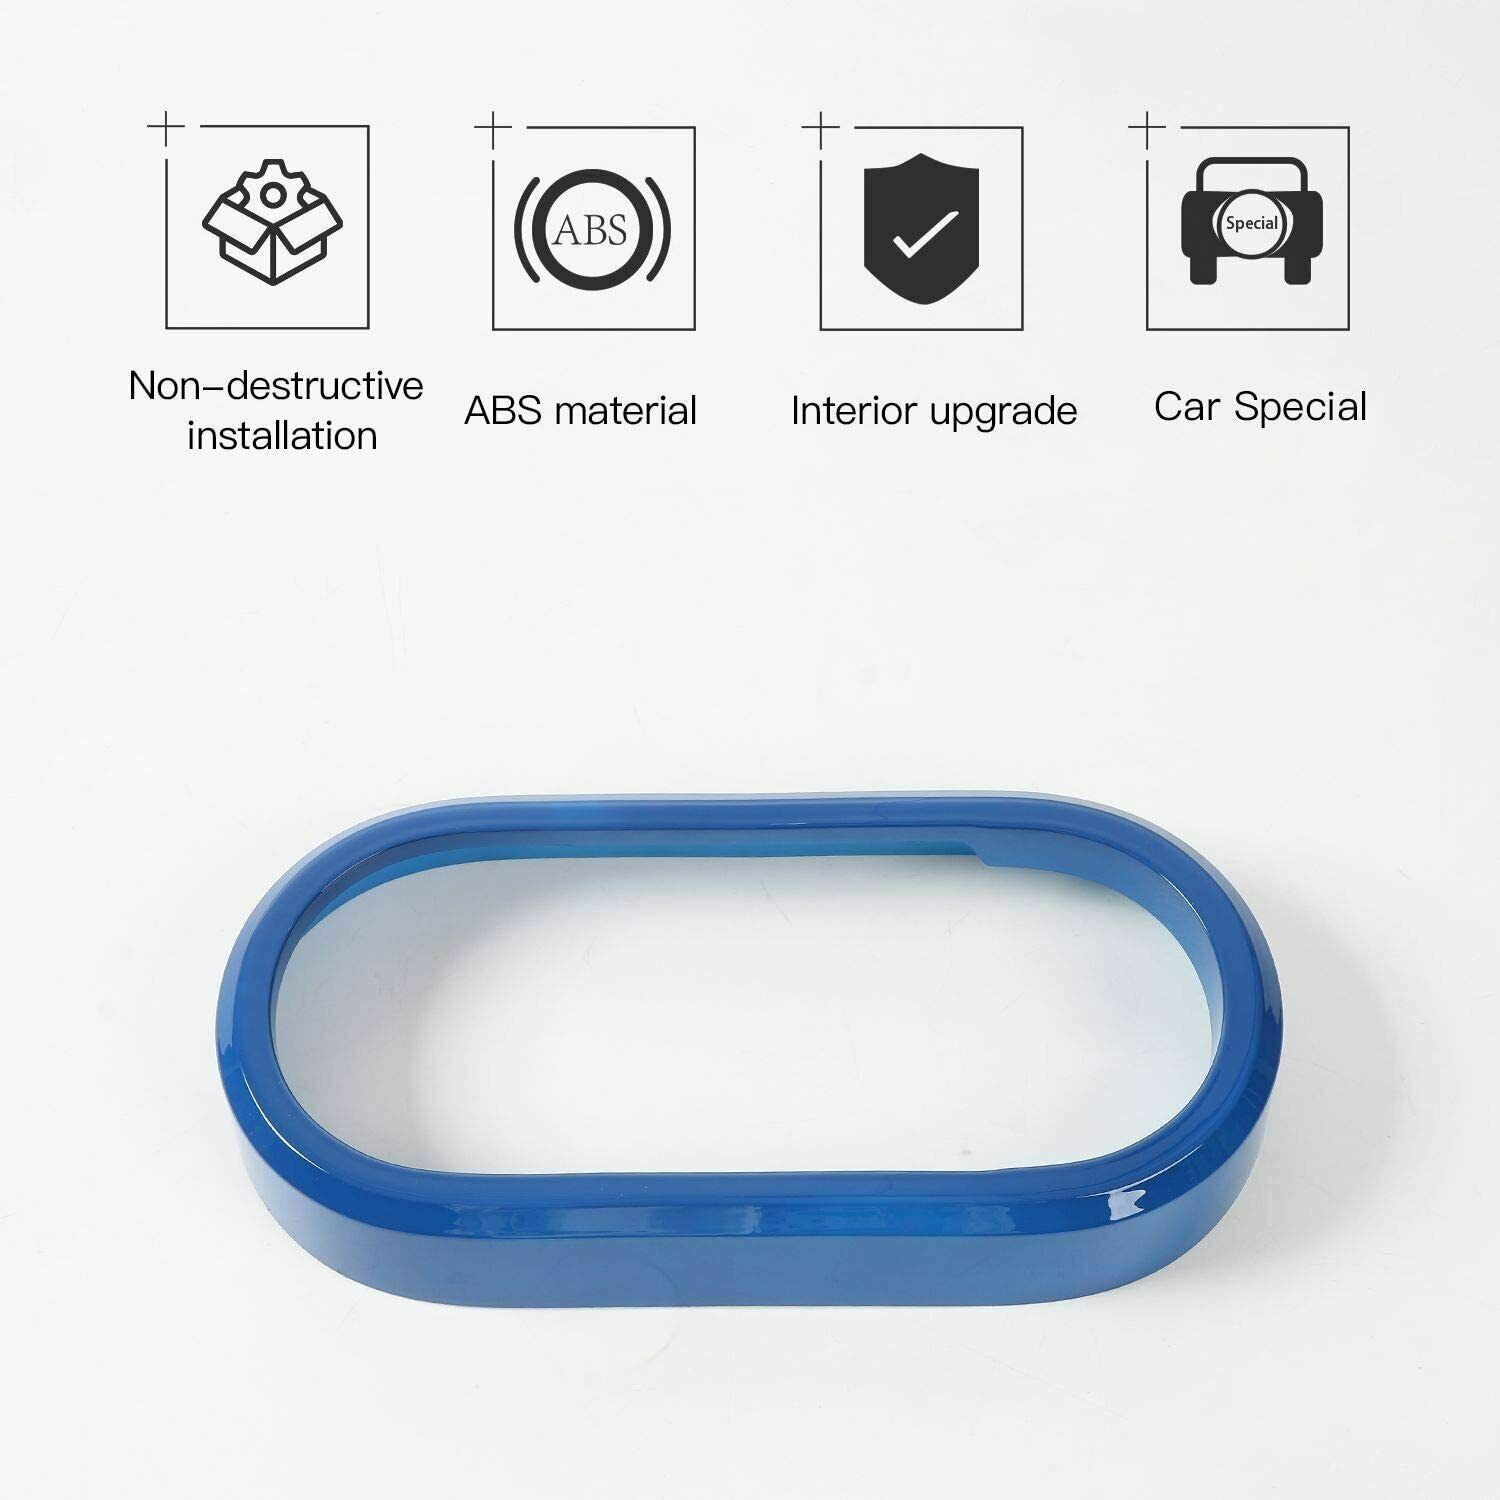 ABS
Special
Non-destructive
installation
ABS material
Interior upgrade
Car Special